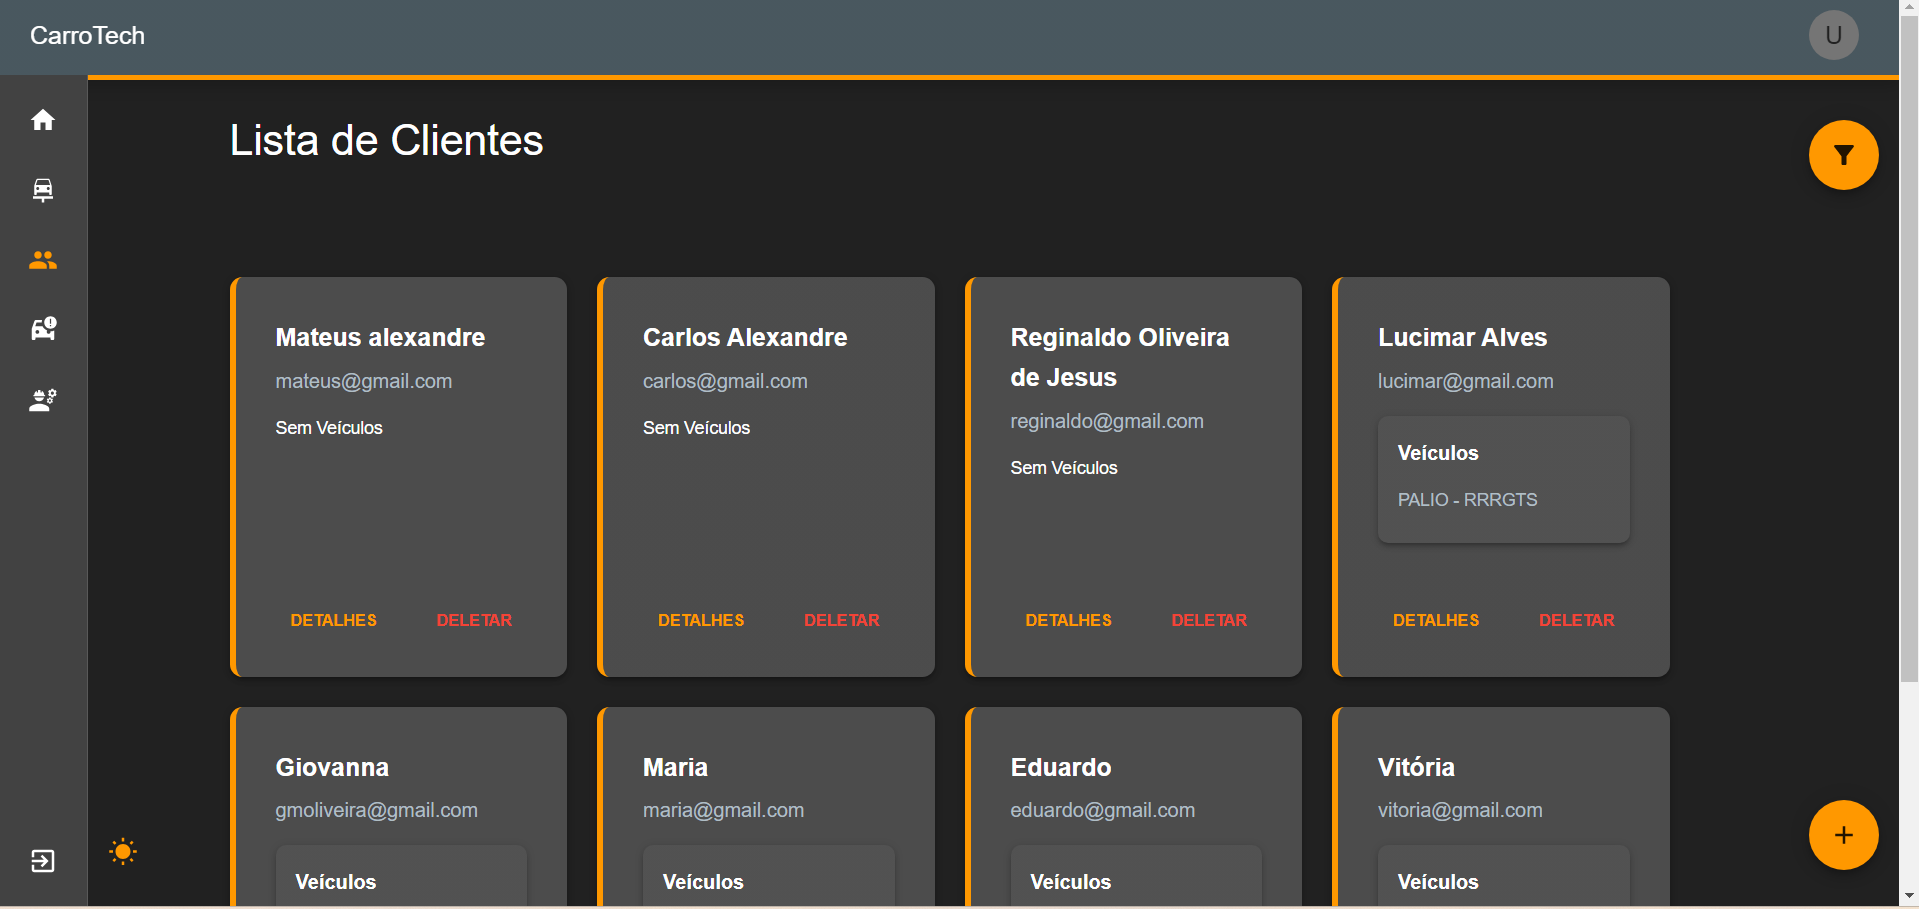 CarroTech
U
Lista de Clientes
Mateus alexandre
mateus@gmail.com
Sem Veículos
DETALHES DELETAR
Carlos Alexandre
carlos@gmail.com
Sem Veículos
DETALHES DELETAR
Reginaldo Oliveira
de Jesus
reginaldo@gmail.com
Sem Veículos
DETALHES DELETAR
Lucimar Alves
lucimar@gmail.com
Veículos
PALIO - RRRGTS
DETALHES DELETAR
Giovanna
gmoliveira@gmail.com
Veículos
Maria
maria@gmail.com
Veículos
Eduardo
eduardo@gmail.com
Veículos
Vitória
vitoria@gmail.com
Veículos